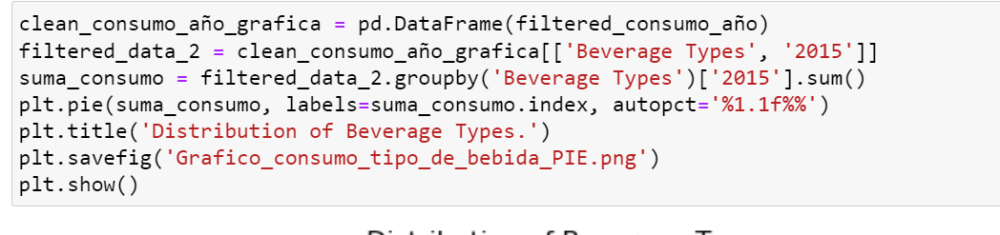 clean_consumo_año_grafica = pd.DataFrame(filtered_consumo_año)
filtered_data_2 = clean_consumo_año_grafica[['Beverage Types', '2015']]
suma_consumo = filtered_data_2.groupby('Beverage Types')['2015'].sum()
plt.pie(suma_consumo, labels=suma_consumo.index, autopct='%1.1f%%')
plt.title('Distribution of Beverage Types.')
plt.savefig('Grafico_consumo_tipo_de_bebida_PIE.png')
plt.show()